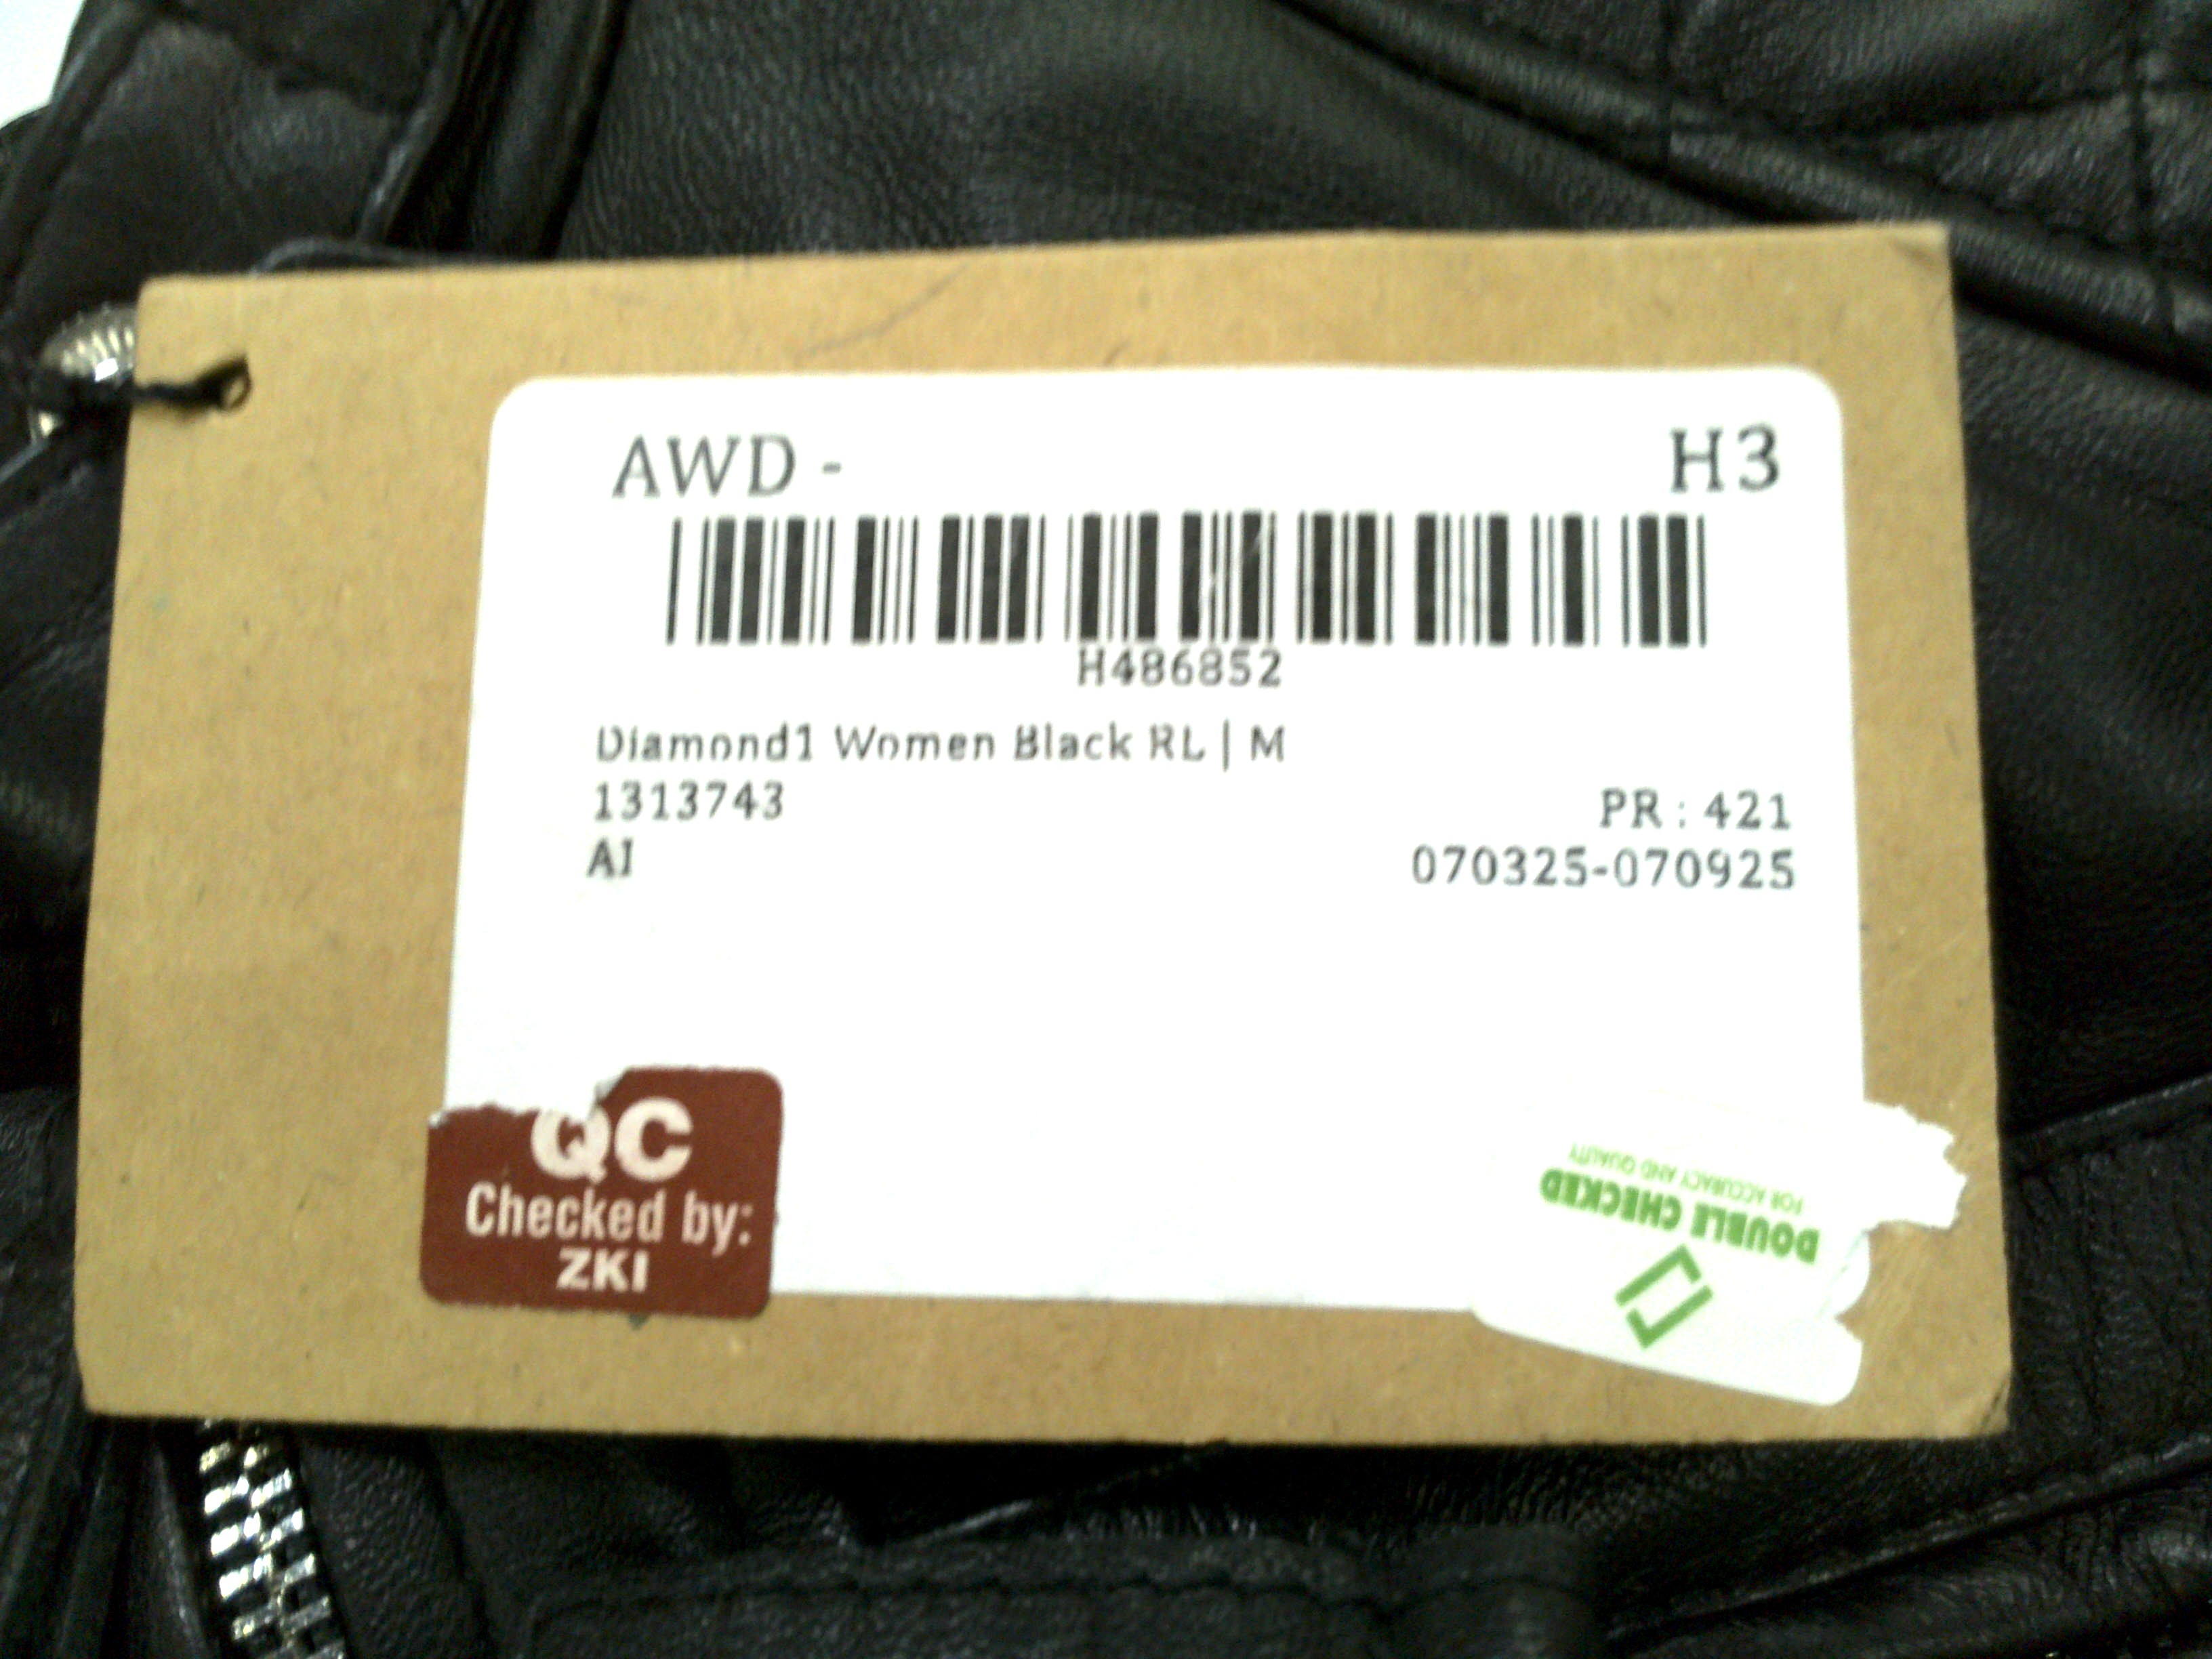 AWD - H3
H486852
Diamond1 Women Black RL | M
1313743 PR : 421
AI 070325-070925
QC
Checked by:
ZKI
DOUBLE CHECKED
FOR ACCURACY AND QUALITY